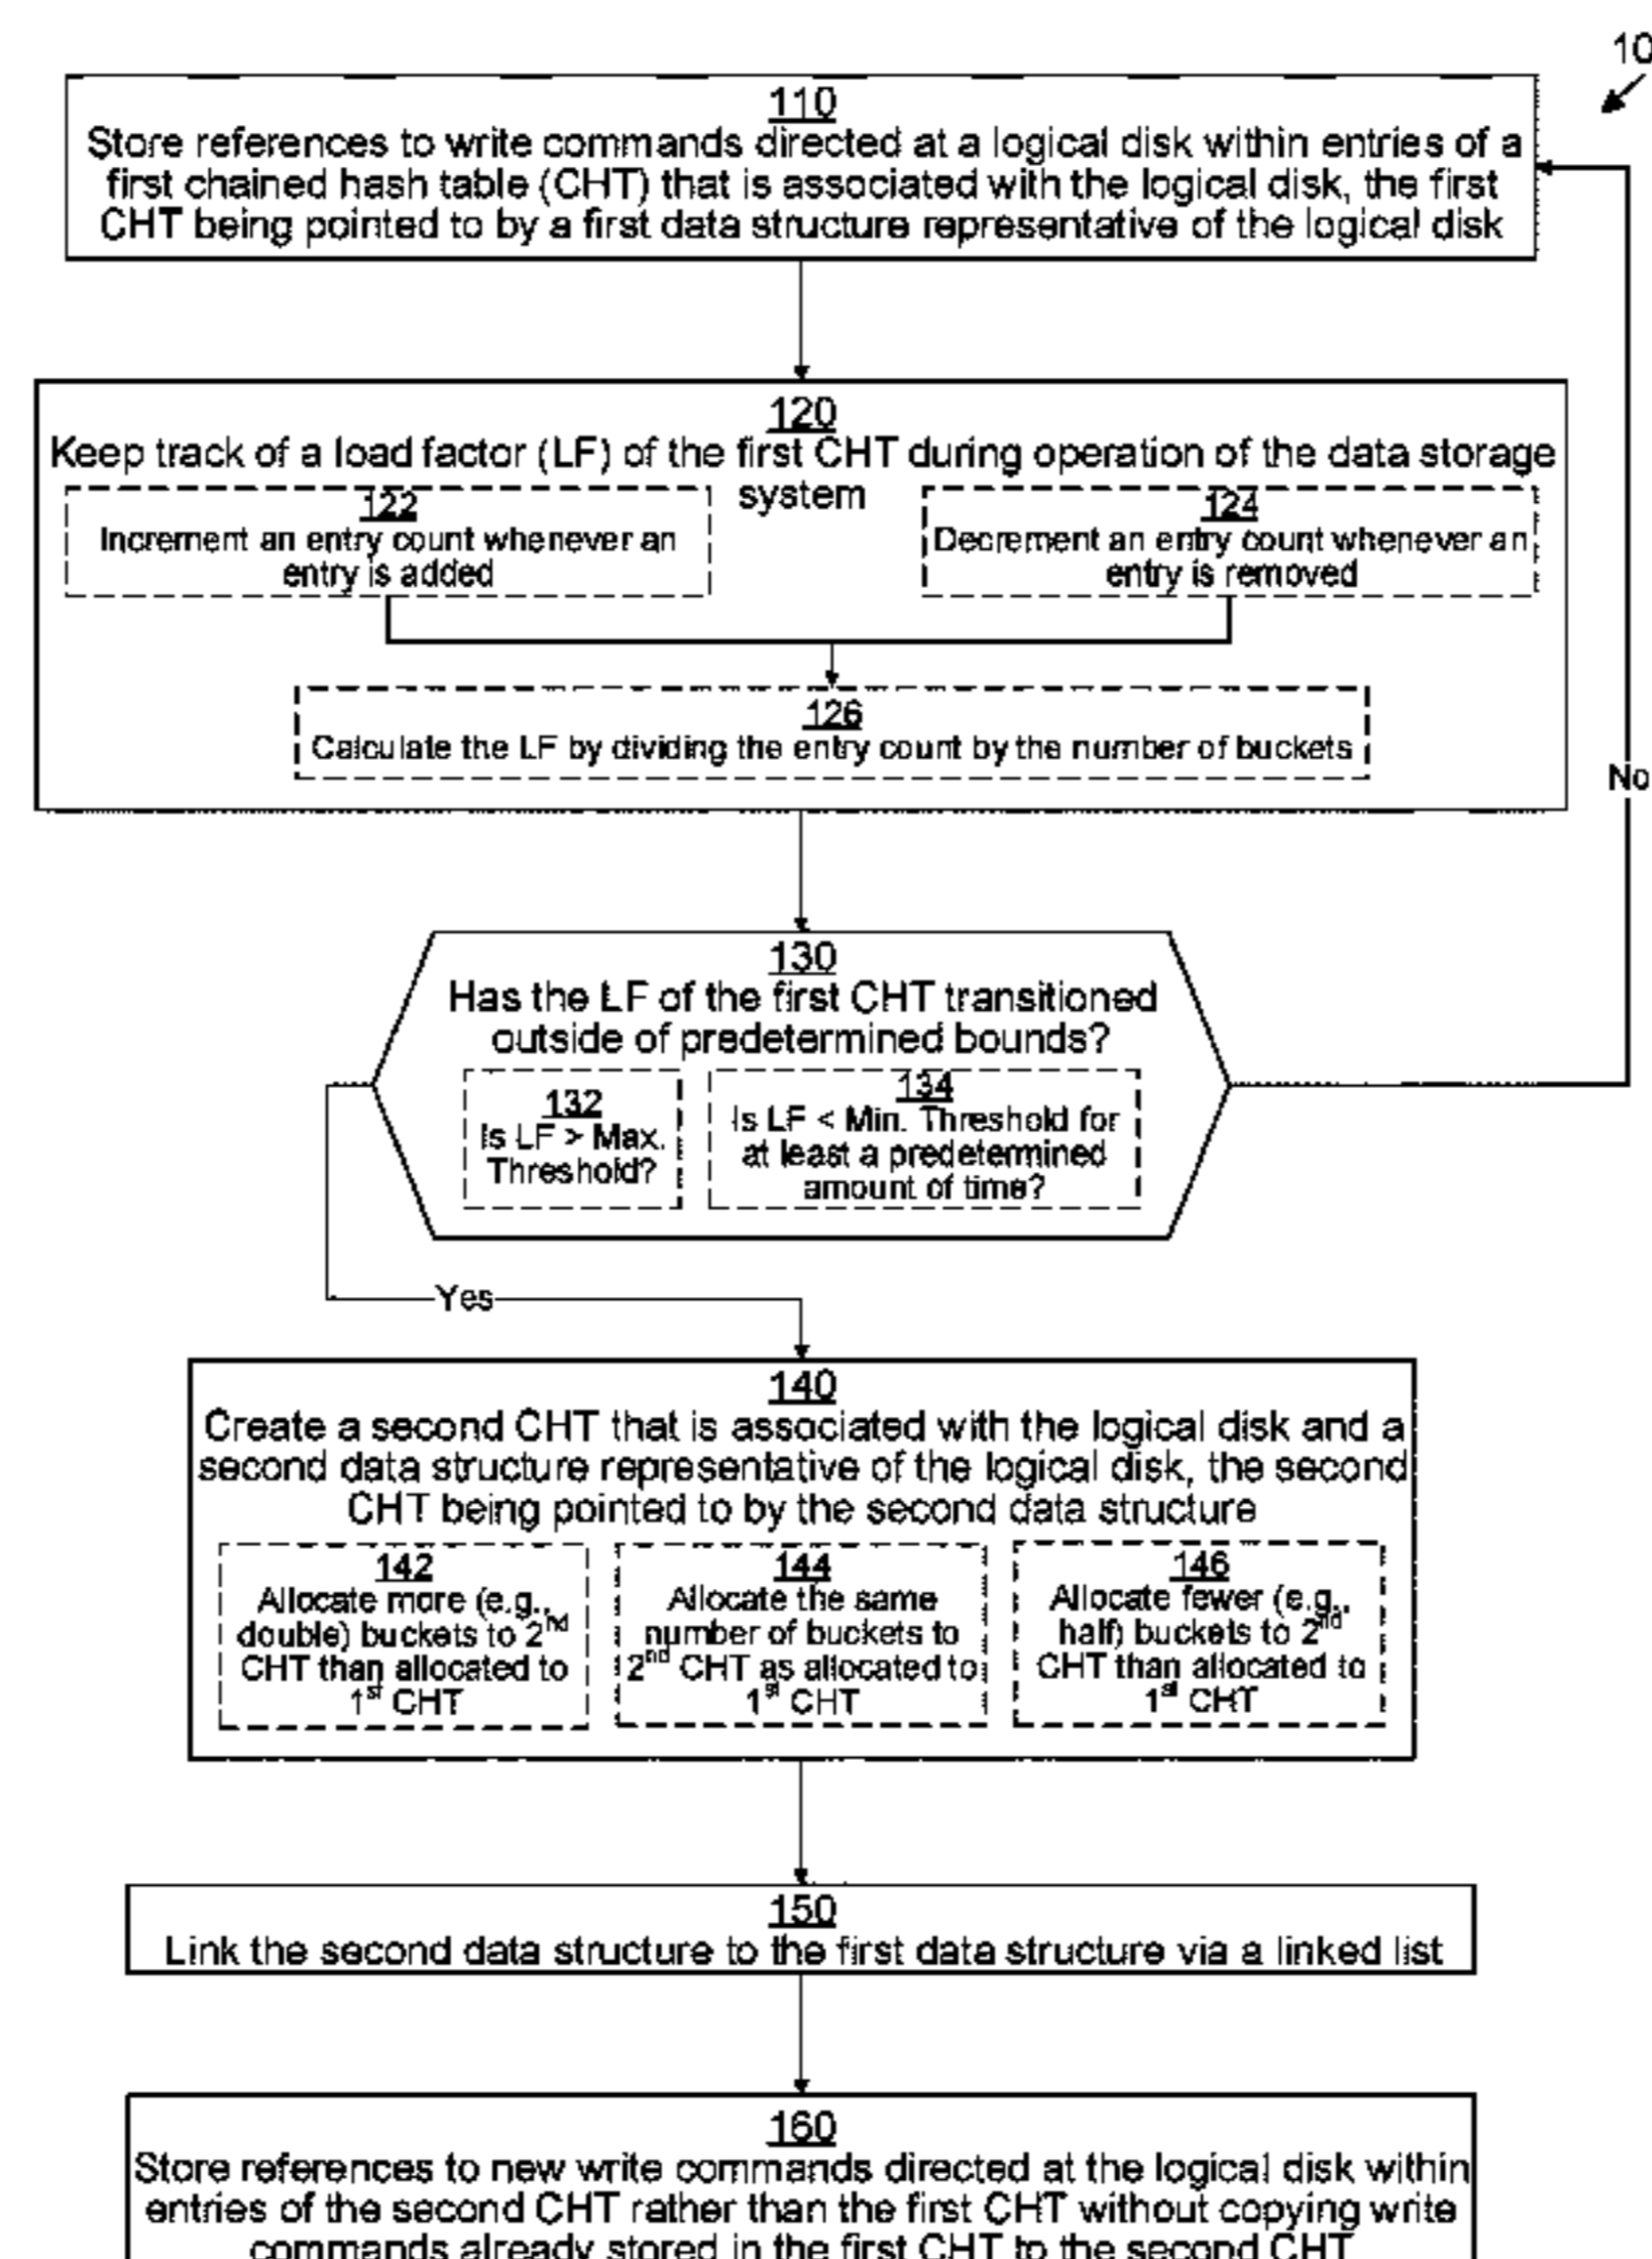 10
110
Store references to write commands directed at a logical disk within entries of a
first chained hash table (CHT) that is associated with the logical disk, the first
CHT being pointed to by a first data structure representative of the logical disk
120
Keep track of a load factor (LF) of the first CHT during operation of the data storage
system
122
Increment an entry count whenever an
entry is added
124
Decrement an entry count whenever an
entry is removed
126
Calculate the LF by dividing the entry count by the number of buckets
No
130
Has the LF of the first CHT transitioned
outside of predetermined bounds?
132
Is LF > Max.
Threshold?
134
Is LF < Min. Threshold for
at least a predetermined
amount of time?
Yes
140
Create a second CHT that is associated with the logical disk and a
second data structure representative of the logical disk, the second
CHT being pointed to by the second data structure
142
Allocate more (e.g.,
double) buckets to 2nd
CHT than allocated to
1st CHT
144
Allocate the same
number of buckets to
2nd CHT as allocated to
1st CHT
146
Allocate fewer (e.g.,
half) buckets to 2nd
CHT than allocated to
1st CHT
150
Link the second data structure to the first data structure via a linked list
160
Store references to new write commands directed at the logical disk within
entries of the second CHT rather than the first CHT without copying write
commands already stored in the first CHT to the second CHT